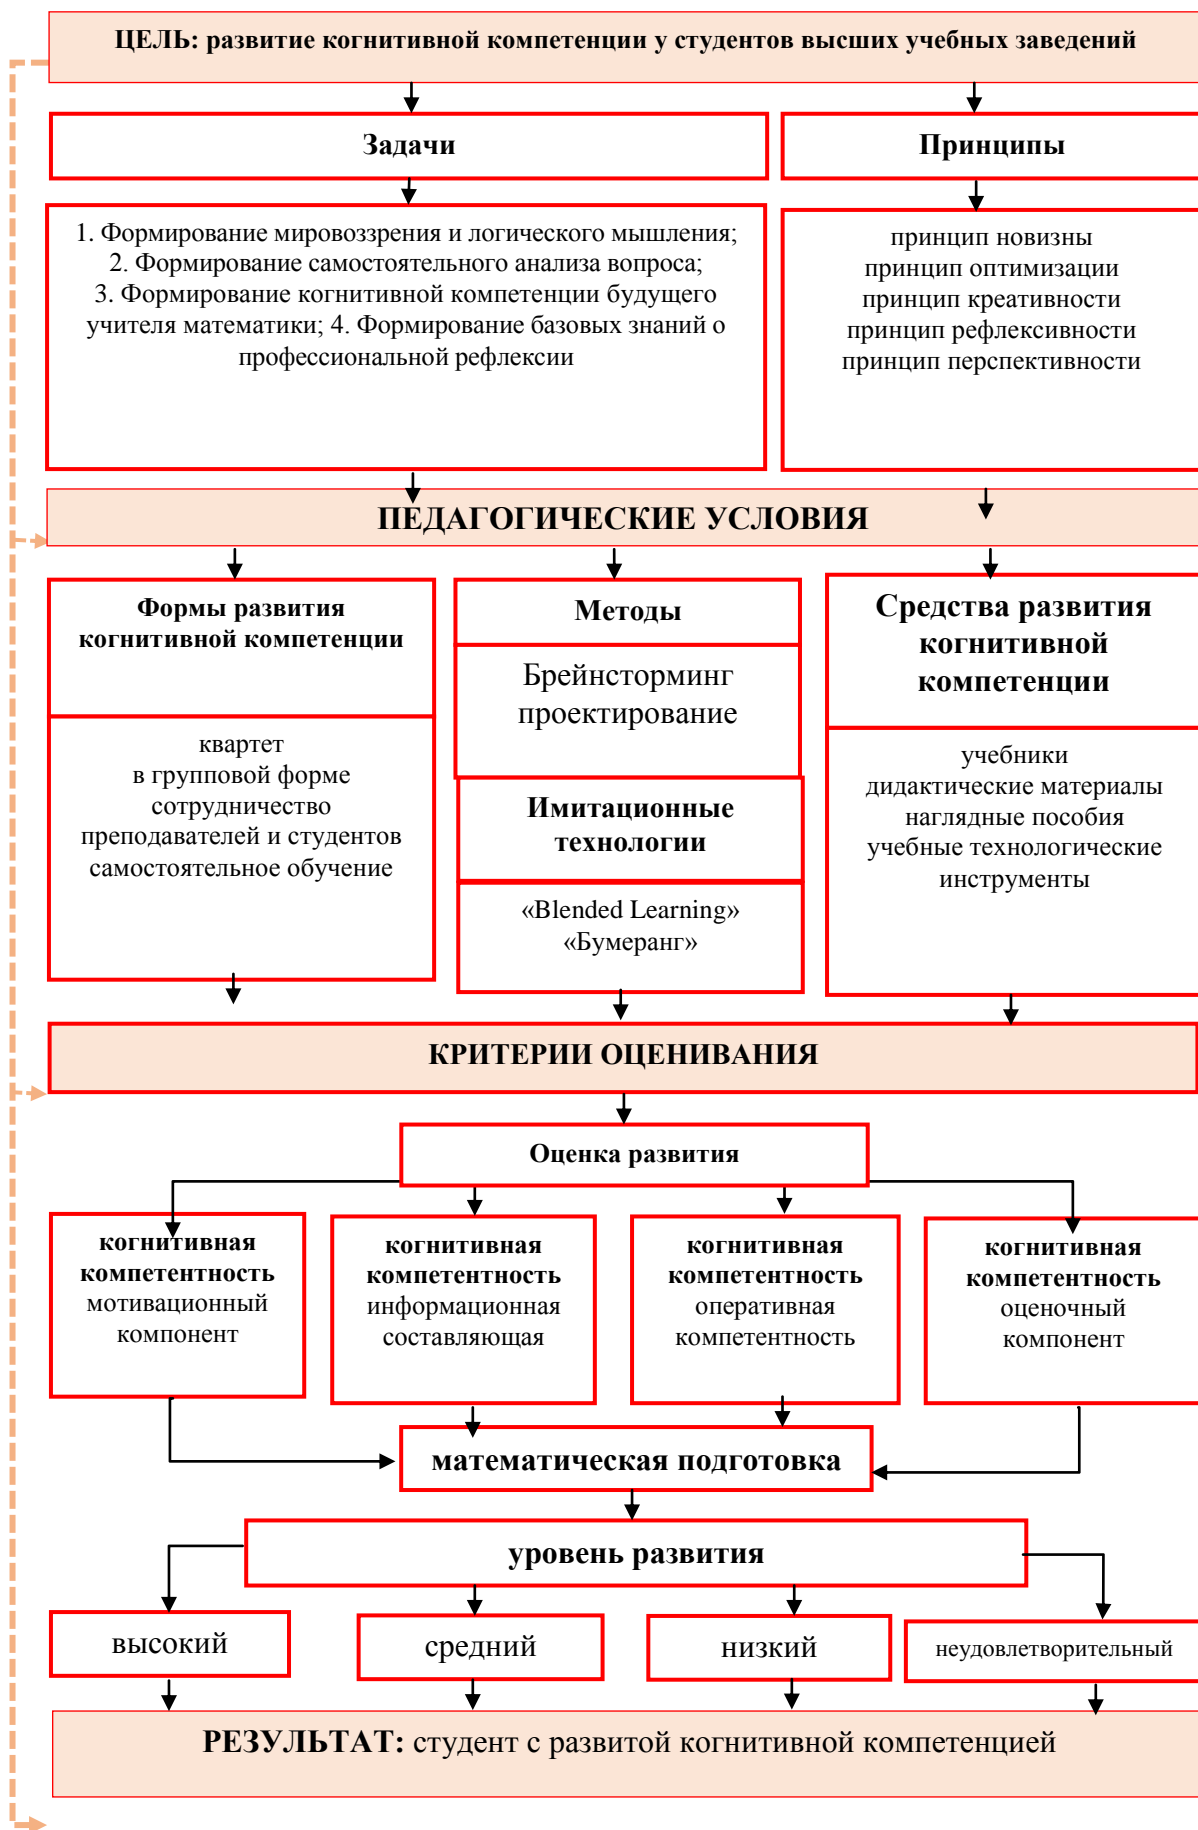 ЦЕЛЬ: развитие когнитивной компетенции у студентов высших учебных заведений
Задачи
Принципы
1. Формирование мировоззрения и логического мышления;
2. Формирование самостоятельного анализа вопроса;
3. Формирование когнитивной компетенции будущего
учителя математики; 4. Формирование базовых знаний о
профессиональной рефлексии
принцип новизны
принцип оптимизации
принцип креативности
принцип рефлексивности
принцип перспективности
ПЕДАГОГИЧЕСКИЕ УСЛОВИЯ
Формы развития
когнитивной компетенции
квартет
в групповой форме
сотрудничество
преподавателей и студентов
самостоятельное обучение
Методы
Брейнсторминг
проектирование
Имитационные
технологии
«Blended Learning»
«Бумеранг»
Средства развития
когнитивной
компетенции
учебники
дидактические материалы
наглядные пособия
учебные технологические
инструменты
КРИТЕРИИ ОЦЕНИВАНИЯ
Оценка развития
когнитивная
компетентность
мотивационный
компонент
когнитивная
компетентность
информационная
составляющая
когнитивная
компетентность
оперативная
компетентность
когнитивная
компетентность
оценочный
компонент
математическая подготовка
уровень развития
высокий
средний
низкий
неудовлетворительный
РЕЗУЛЬТАТ: студент с развитой когнитивной компетенцией